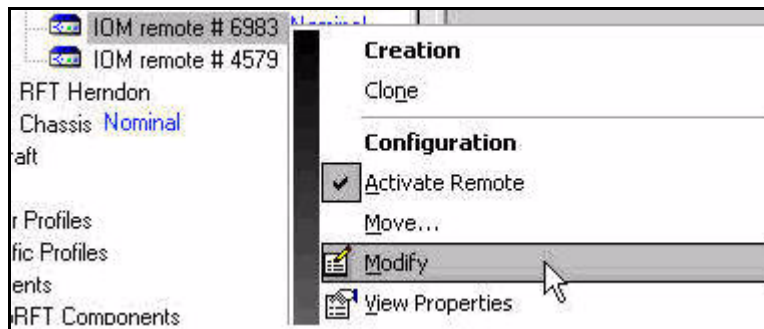 IOM remote # 6983 Nominal
IOM remote # 4579
RFT Herndon
Chassis Nominal
aft
r Profiles
fic Profiles
ents
RFT Components
Creation
Clone
Configuration
Activate Remote
Move...
Modify
View Properties